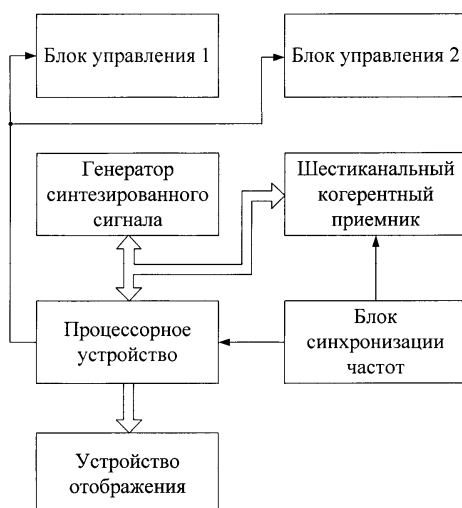 Блок управления 1
Блок управления 2
Генератор
синтезированного
сигнала
Шестиканальный
когерентный
приемник
Процессорное
устройство
Блок
синхронизации
частот
Устройство
отображения